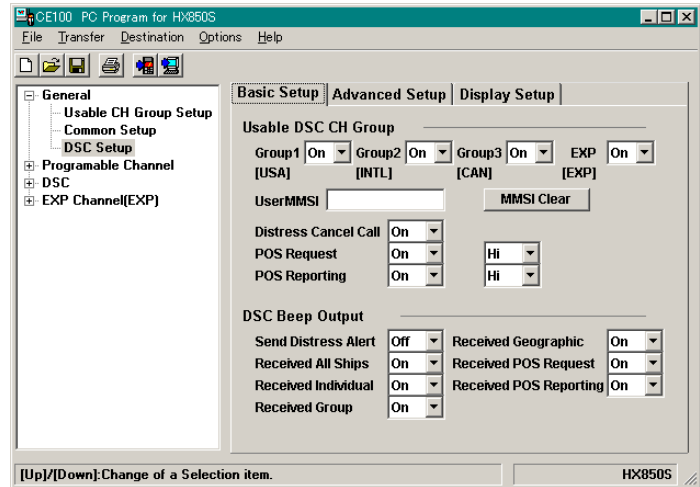 CE100 PC Program for HX850S
File Transfer Destination Options Help
General
Usable CH Group Setup
Common Setup
DSC Setup
Programable Channel
DSC
EXP Channel(EXP)
Basic Setup Advanced Setup Display Setup
Usable DSC CH Group
Group1 On Group2 On Group3 On EXP On
[USA] [INTL] [CAN] [EXP]
UserMMSI MMSI Clear
Distress Cancel Call On
POS Request On Hi
POS Reporting On Hi
DSC Beep Output
Send Distress Alert Off Received Geographic On
Received All Ships On Received POS Request On
Received Individual On Received POS Reporting On
Received Group On
[Up]/[Down]:Change of a Selection item. HX850S